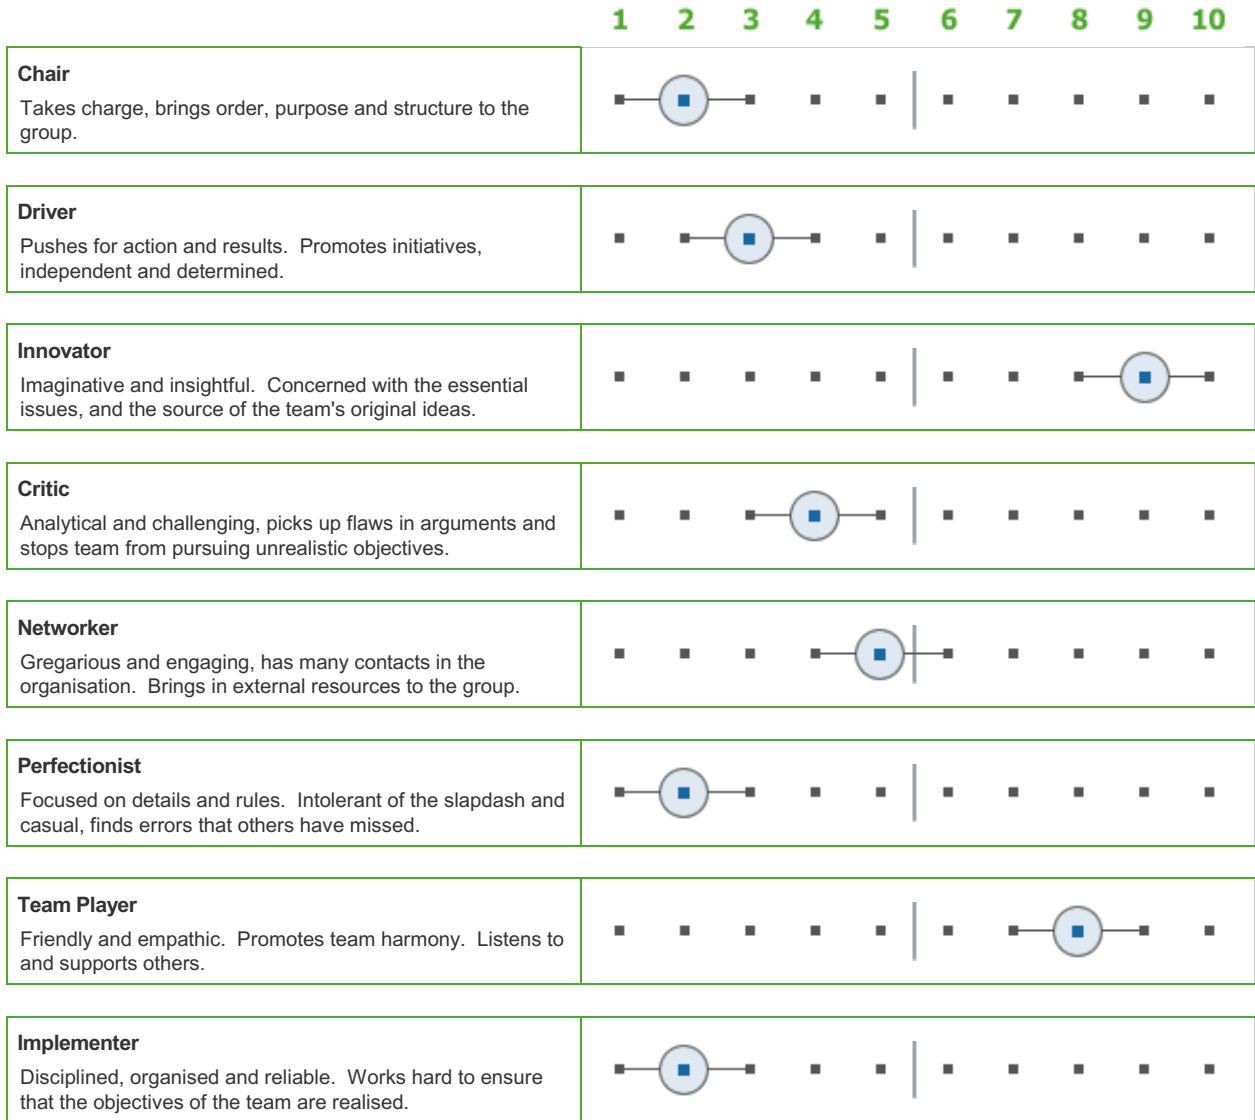 1 2 3 4 5 6 7 8 9 10
Chair
Takes charge, brings order, purpose and structure to the
group.
Driver
Pushes for action and results. Promotes initiatives,
independent and determined.
Innovator
Imaginative and insightful. Concerned with the essential
issues, and the source of the team's original ideas.
Critic
Analytical and challenging, picks up flaws in arguments and
stops team from pursuing unrealistic objectives.
Networker
Gregarious and engaging, has many contacts in the
organisation. Brings in external resources to the group.
Perfectionist
Focused on details and rules. Intolerant of the slapdash and
casual, finds errors that others have missed.
Team Player
Friendly and empathic. Promotes team harmony. Listens to
and supports others.
Implementer
Disciplined, organised and reliable. Works hard to ensure
that the objectives of the team are realised.